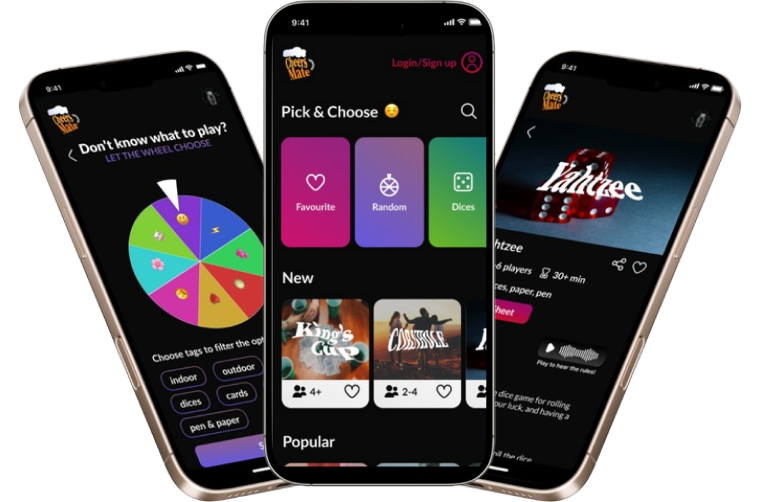 9:41
Cheers
Mate
Don't know what to play?
LET THE WHEEL CHOOSE
Choose tags to filter the opt
indoor
outdoor
dices
cards
pen & paper
S
9:41
Cheers
Mate
Login/Sign up
Pick & Choose
Favourite
Random
Dices
New
King's
Cup
CORNHOLE
4+
2-4
Popular
9:41
Cheers
Mate
Yahtzee
htzee
-6 players
30+ min
ces, paper, pen
heet
Play to hear the rules!
dice game for rolling
our luck, and having a
oll the dice